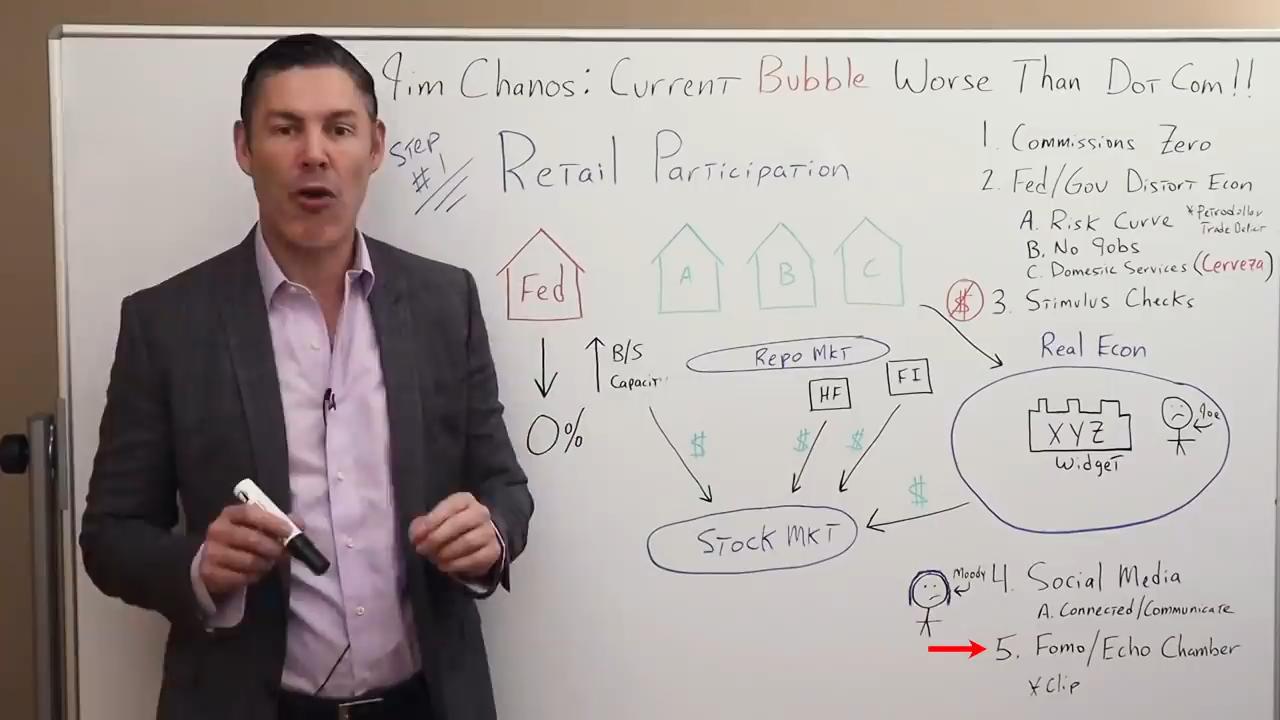 Jim Chanos: Current Bubble Worse Than Dot Com!!
Step #1
Retail Participation
1. Commissions Zero
2. Fed/Gov Distort Econ
A. Risk Curve
*Petrodollar
Trade Deficit
B. No Jobs
C. Domestic Services (Cerveza)
$ 3. Stimulus Checks
Fed
A
B
C
0%
B/S
Capacit
Repo Mkt
HF
FI
$
$
$
$
Stock Mkt
Real Econ
XYZ
Widget
Joe
Moody
4. Social Media
A. Connected/Communicate
5. Fomo/Echo Chamber
*Clip